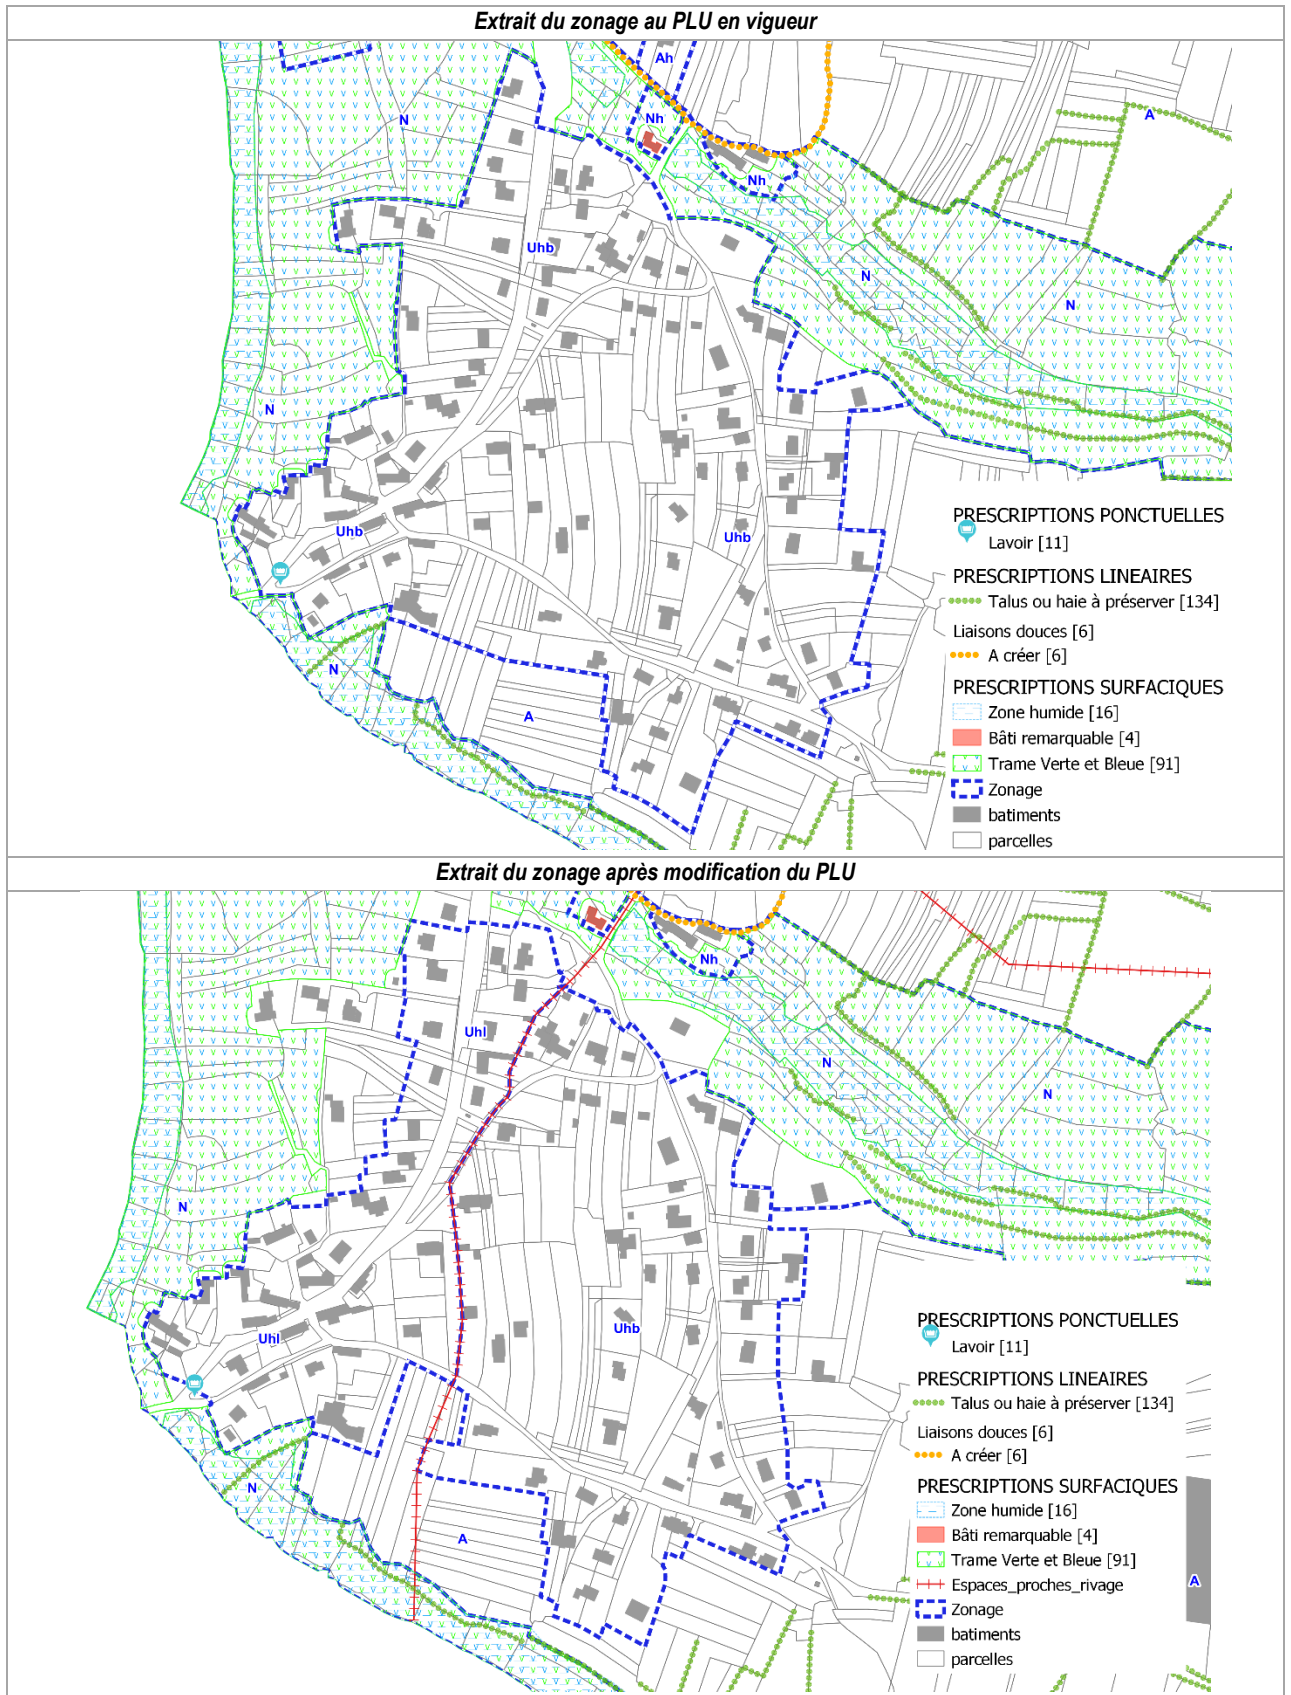 Extrait du zonage au PLU en vigueur
Ah
A
N
Nh
Nh
Uhb
N
N
N
Uhb
Uhb
N
A
PRESCRIPTIONS PONCTUELLES
Lavoir [11]
PRESCRIPTIONS LINEAIRES
Talus ou haie à préserver [134]
Liaisons douces [6]
A créer [6]
PRESCRIPTIONS SURFACIQUES
Zone humide [16]
Bâti remarquable [4]
Trame Verte et Bleue [91]
Zonage
batiments
parcelles
Extrait du zonage après modification du PLU
Nh
Uhl
N
N
N
Uhl
Uhb
N
A
A
PRESCRIPTIONS PONCTUELLES
Lavoir [11]
PRESCRIPTIONS LINEAIRES
Talus ou haie à préserver [134]
Liaisons douces [6]
A créer [6]
PRESCRIPTIONS SURFACIQUES
Zone humide [16]
Bâti remarquable [4]
Trame Verte et Bleue [91]
Espaces_proches_rivage
Zonage
batiments
parcelles